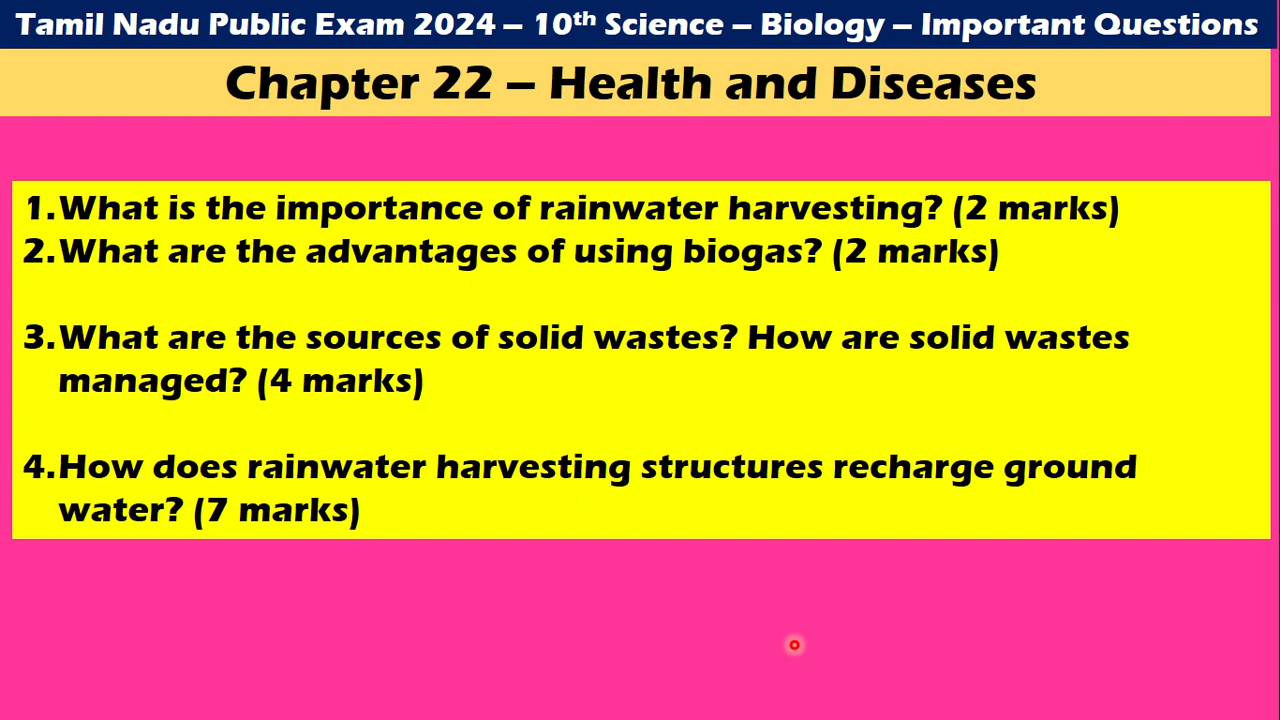 Tamil Nadu Public Exam 2024 – 10th Science – Biology – Important Questions
Chapter 22 – Health and Diseases
1.What is the importance of rainwater harvesting? (2 marks)
2.What are the advantages of using biogas? (2 marks)
3.What are the sources of solid wastes? How are solid wastes
managed? (4 marks)
4.How does rainwater harvesting structures recharge ground
water? (7 marks)